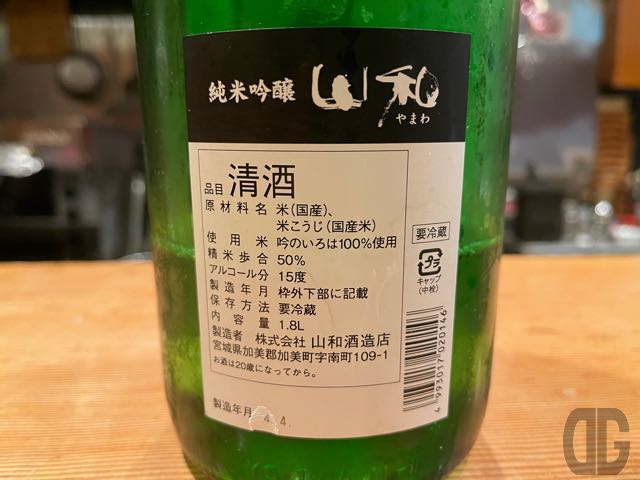 純米吟醸 山和
やまわ
品目 清酒
原材料名 米(国産)、
米こうじ(国産米)
使用米 吟のいろは100%使用
精米歩合 50%
アルコール分 15度
製造年月 枠外下部に記載
保存方法 要冷蔵
内容量 1.8L
製造者 株式会社 山和酒造店
宮城県加美郡加美町字南町109-1
お酒は20歳になってから。
要冷蔵
プラ
キャップ
(中栓)
4 993017 020146
製造年月 4.4.
DG